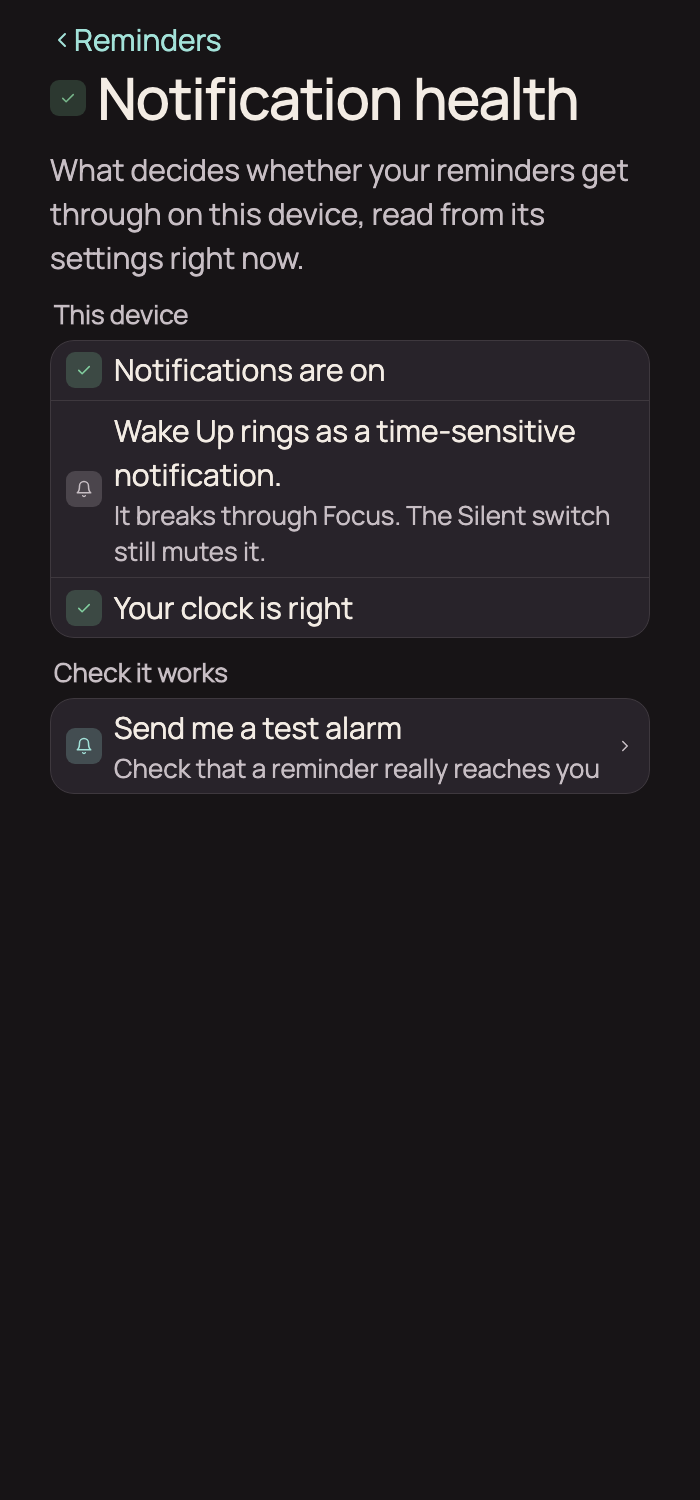 Reminders
Notification health
What decides whether your reminders get
through on this device, read from its
settings right now.
This device
Notifications are on
Wake Up rings as a time-sensitive
notification.
It breaks through Focus. The Silent switch
still mutes it.
Your clock is right
Check it works
Send me a test alarm
Check that a reminder really reaches you